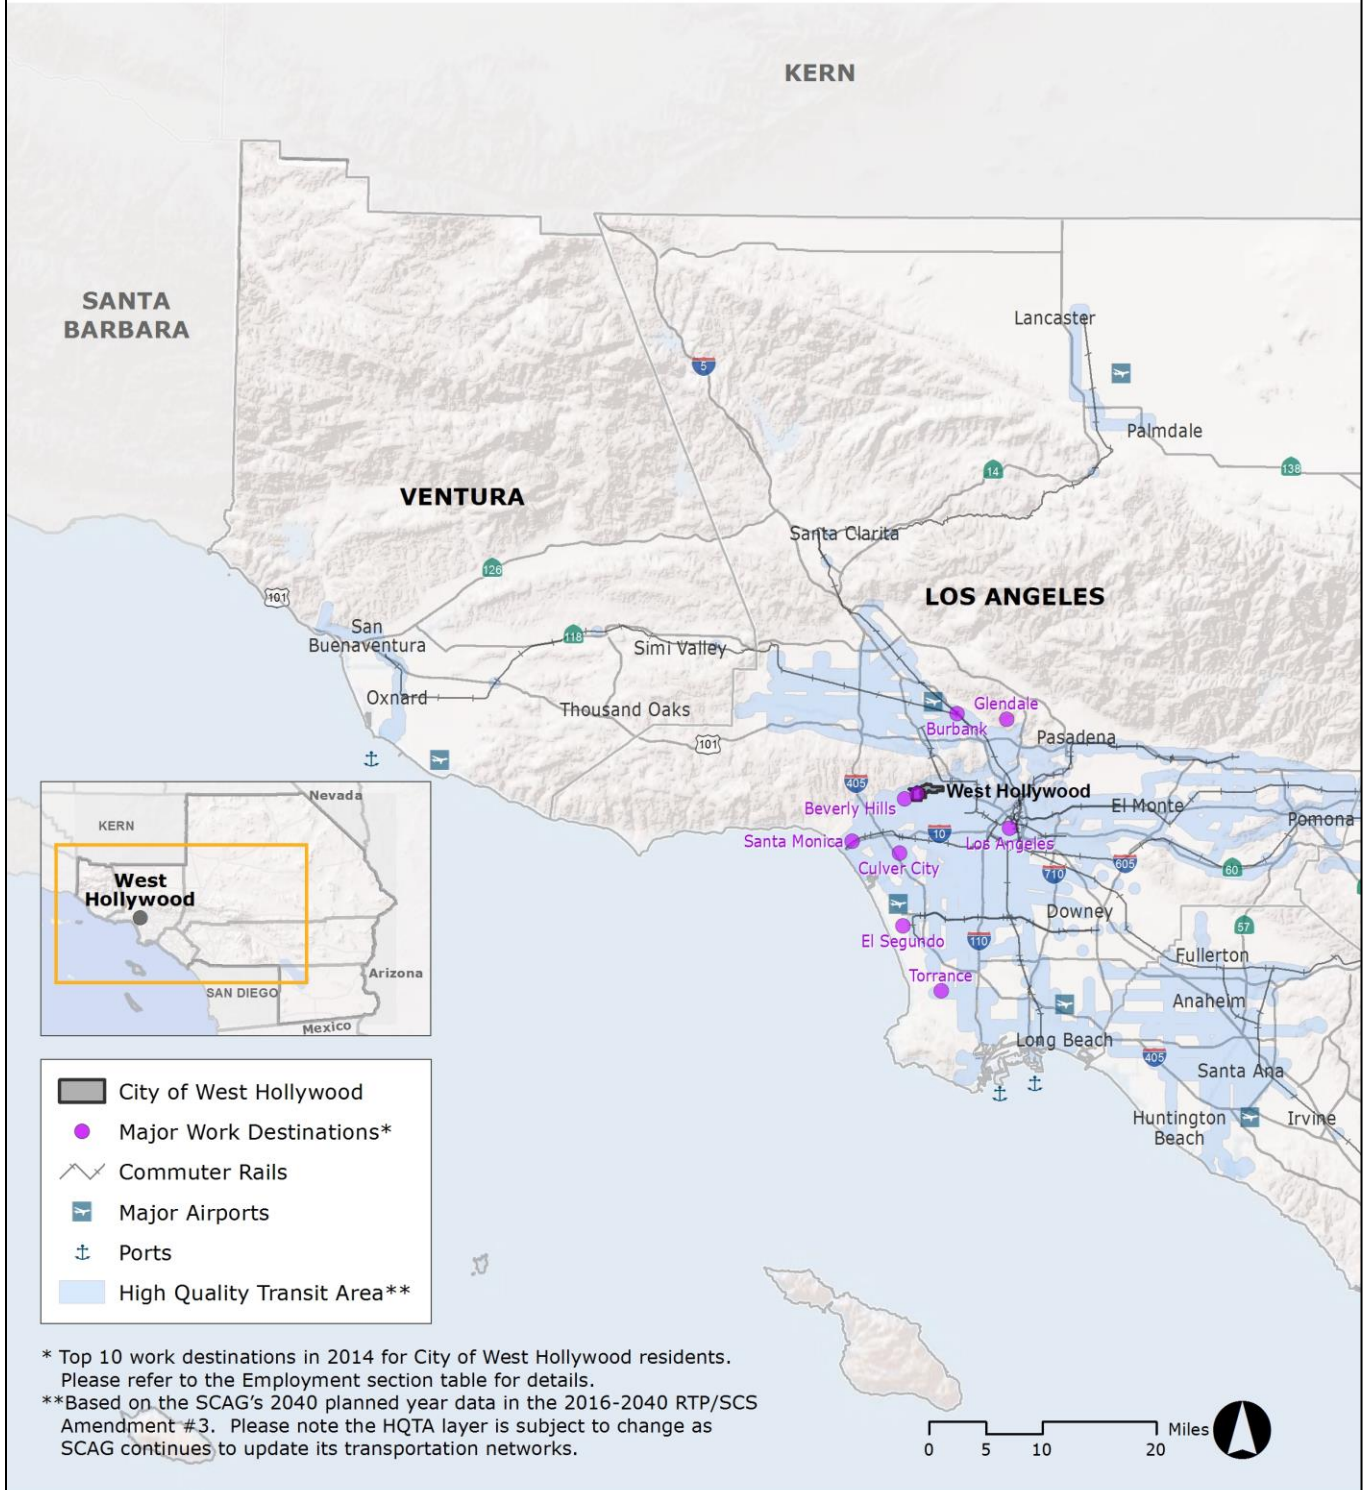 KERN
SANTA
BARBARA
Lancaster
5
Palmdale
14
138
VENTURA
Santa Clarita
126
LOS ANGELES
101
San
Buenaventura
118
Simi Valley
Oxnard
Thousand Oaks
Glendale
Burbank
101
Pasadena
405
West Hollywood
Beverly Hills
El Monte
Pomona
Santa Monica
10
Los Angeles
Culver City
710
605
60
Downey
57
El Segundo
110
Fullerton
Torrance
Anaheim
Long Beach
405
Santa Ana
Huntington
Beach
Irvine
Nevada
KERN
West
Hollywood
Arizona
SAN DIEGO
Mexico
City of West Hollywood
Major Work Destinations*
Commuter Rails
Major Airports
Ports
High Quality Transit Area**
* Top 10 work destinations in 2014 for City of West Hollywood residents.
Please refer to the Employment section table for details.
**Based on the SCAG's 2040 planned year data in the 2016-2040 RTP/SCS
Amendment #3. Please note the HQTA layer is subject to change as
SCAG continues to update its transportation networks.
0 5 10 20 Miles